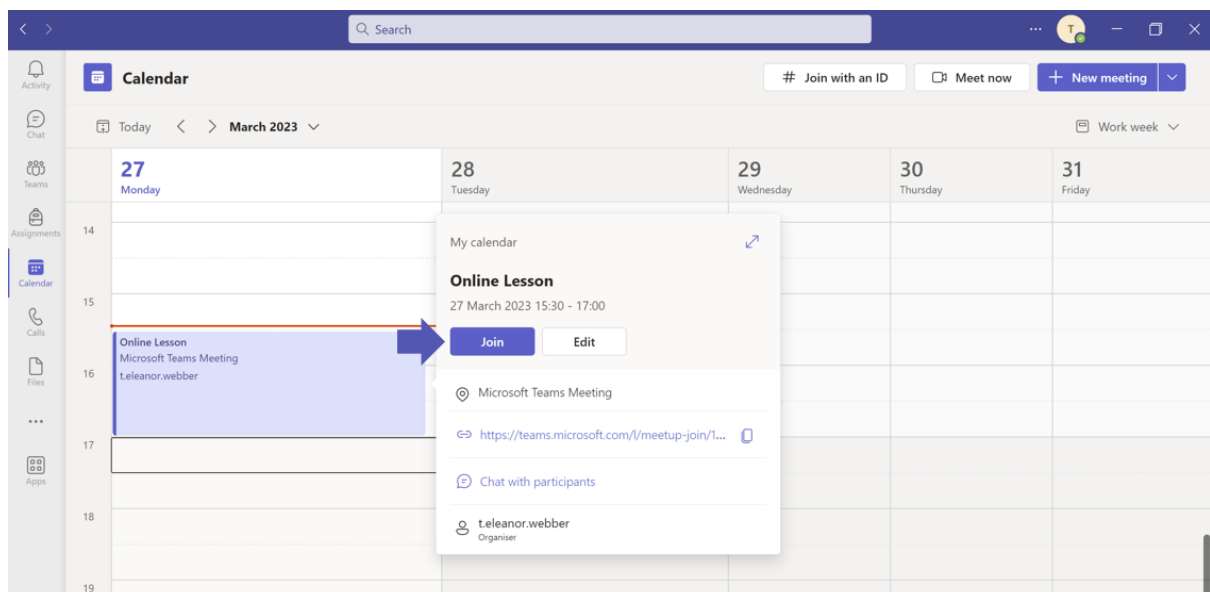 Search
...
T
Activity
Chat
Teams
Assignments
Calendar
Calls
Files
...
Apps
Calendar
# Join with an ID
Meet now
New meeting
Today
March 2023
Work week
27
Monday
28
Tuesday
29
Wednesday
30
Thursday
31
Friday
14
15
16
17
18
19
Online Lesson
Microsoft Teams Meeting
t.eleanor.webber
My calendar
Online Lesson
27 March 2023 15:30 - 17:00
Join
Edit
Microsoft Teams Meeting
https://teams.microsoft.com/l/meetup-join/1...
Chat with participants
t.eleanor.webber
Organiser